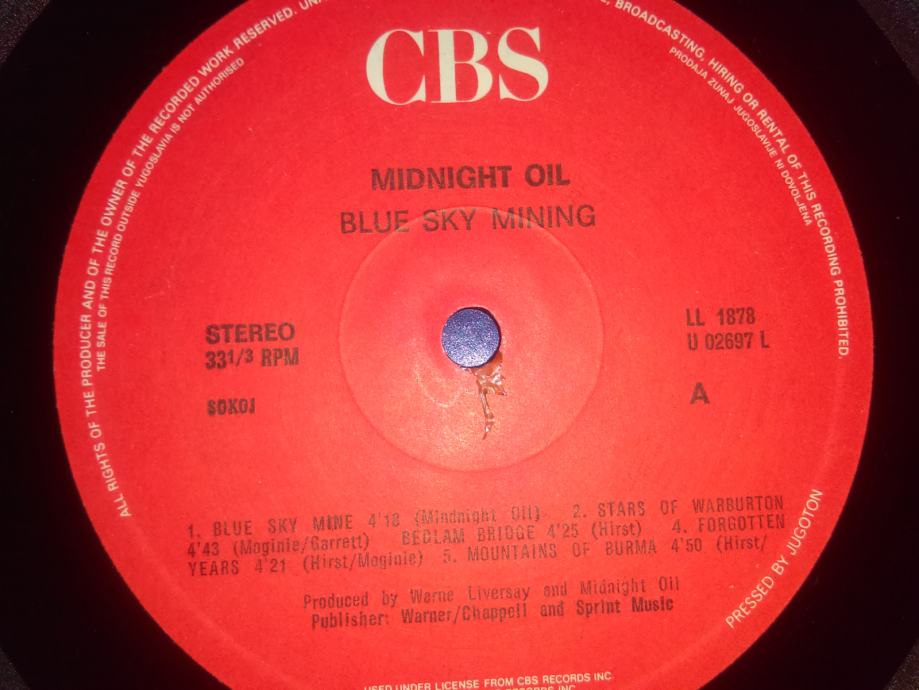 CBS
ALL RIGHTS OF THE PRODUCER AND OF THE OWNER OF THE RECORDED WORK RESERVED.
BROADCASTING, HIRING OR RENTAL OF THIS RECORDING PROHIBITED.
THE SALE OF THIS RECORD OUTSIDE YUGOSLAVIA IS NOT AUTHORISED
PRODAJA ZUNAJ JUGOSLAVIJE NI DOVOLJENA
MIDNIGHT OIL
BLUE SKY MINING
STEREO
33 1/3 RPM
SOKOJ
LL 1878
U 02697 L
A
1. BLUE SKY MINE 4'18 (Mindnight Oil) 2. STARS OF WARBURTON
4'43 (Moginie/Garrett) BEDLAM BRIDGE 4'25 (Hirst) 4. FORGOTTEN
YEARS 4'21 (Hirst/Moginie) 5. MOUNTAINS OF BURMA 4'50 (Hirst/
Produced by Warne Liversay and Midnight Oil
Publisher: Warner/Chappell and Sprint Music
PRESSED BY JUGOTON
USED UNDER LICENSE FROM CBS RECORDS INC